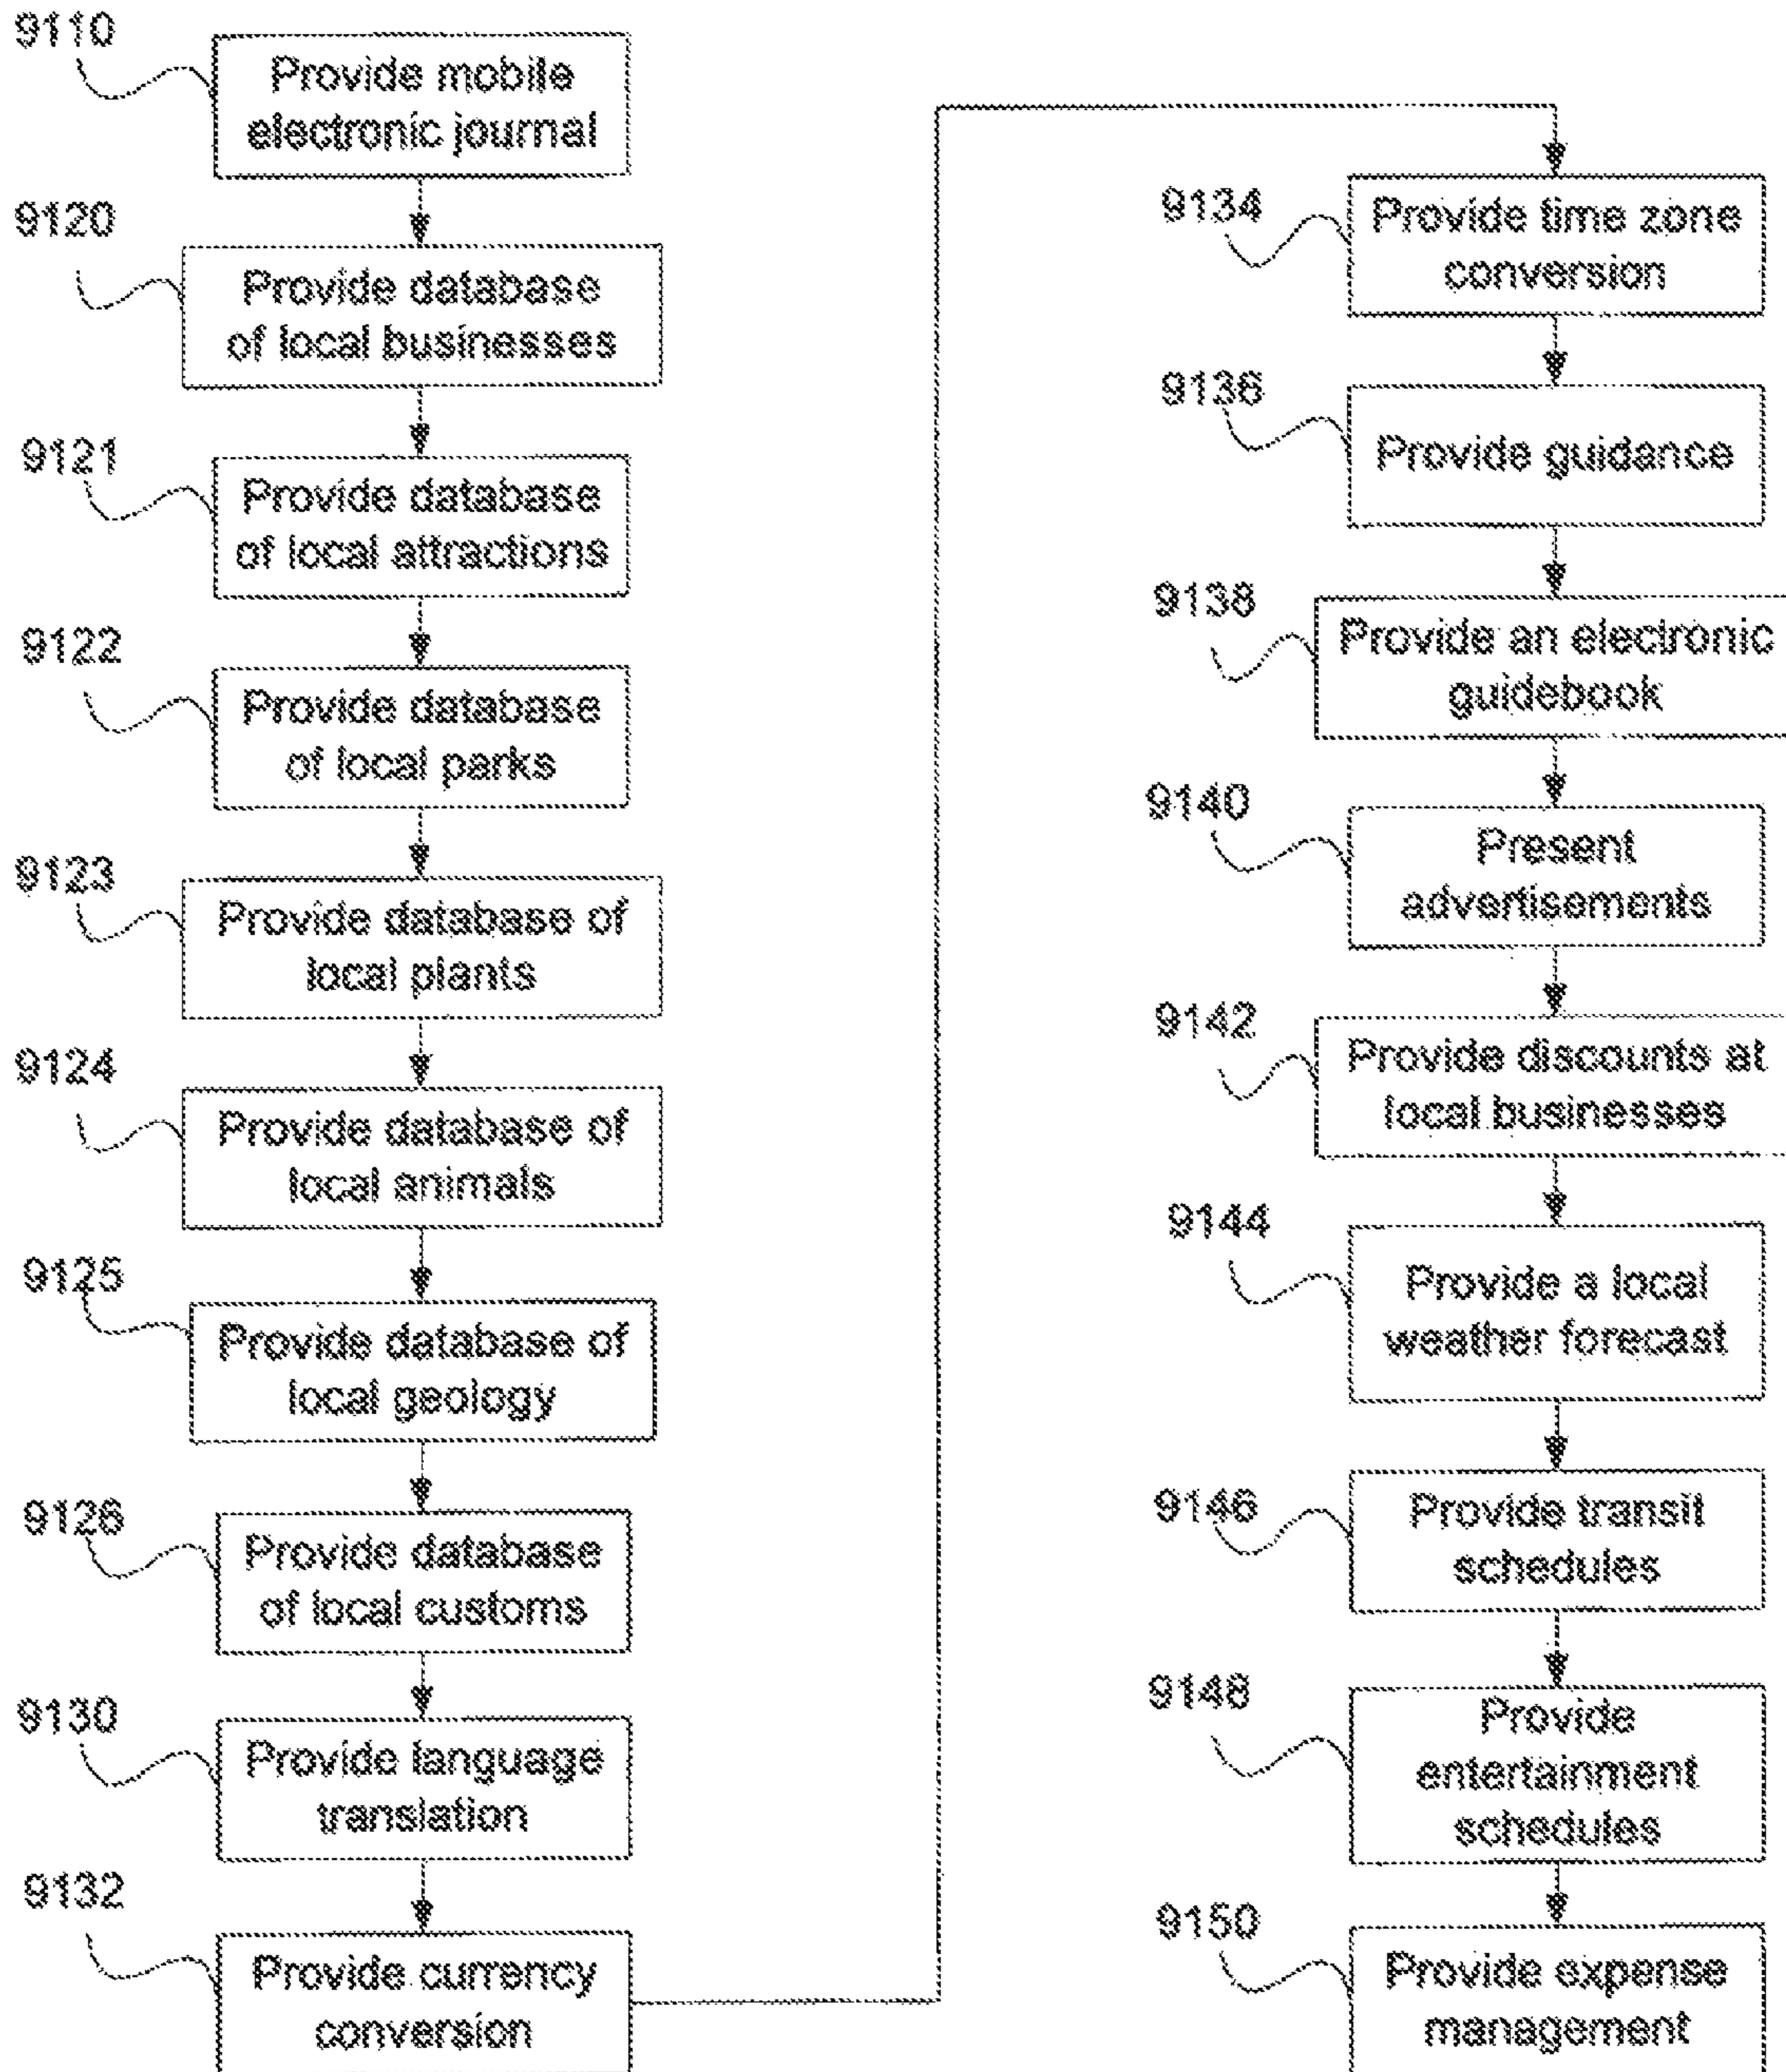 9110
Provide mobile
electronic journal
9120
Provide database
of local businesses
9121
Provide database
of local attractions
9122
Provide database
of local parks
9123
Provide database of
local plants
9124
Provide database of
local animals
9125
Provide database of
local geology
9126
Provide database
of local customs
9130
Provide language
translation
9132
Provide currency
conversion
9134
Provide time zone
conversion
9136
Provide guidance
9138
Provide an electronic
guidebook
9140
Present
advertisements
9142
Provide discounts at
local businesses
9144
Provide a local
weather forecast
9146
Provide transit
schedules
9148
Provide
entertainment
schedules
9150
Provide expense
management